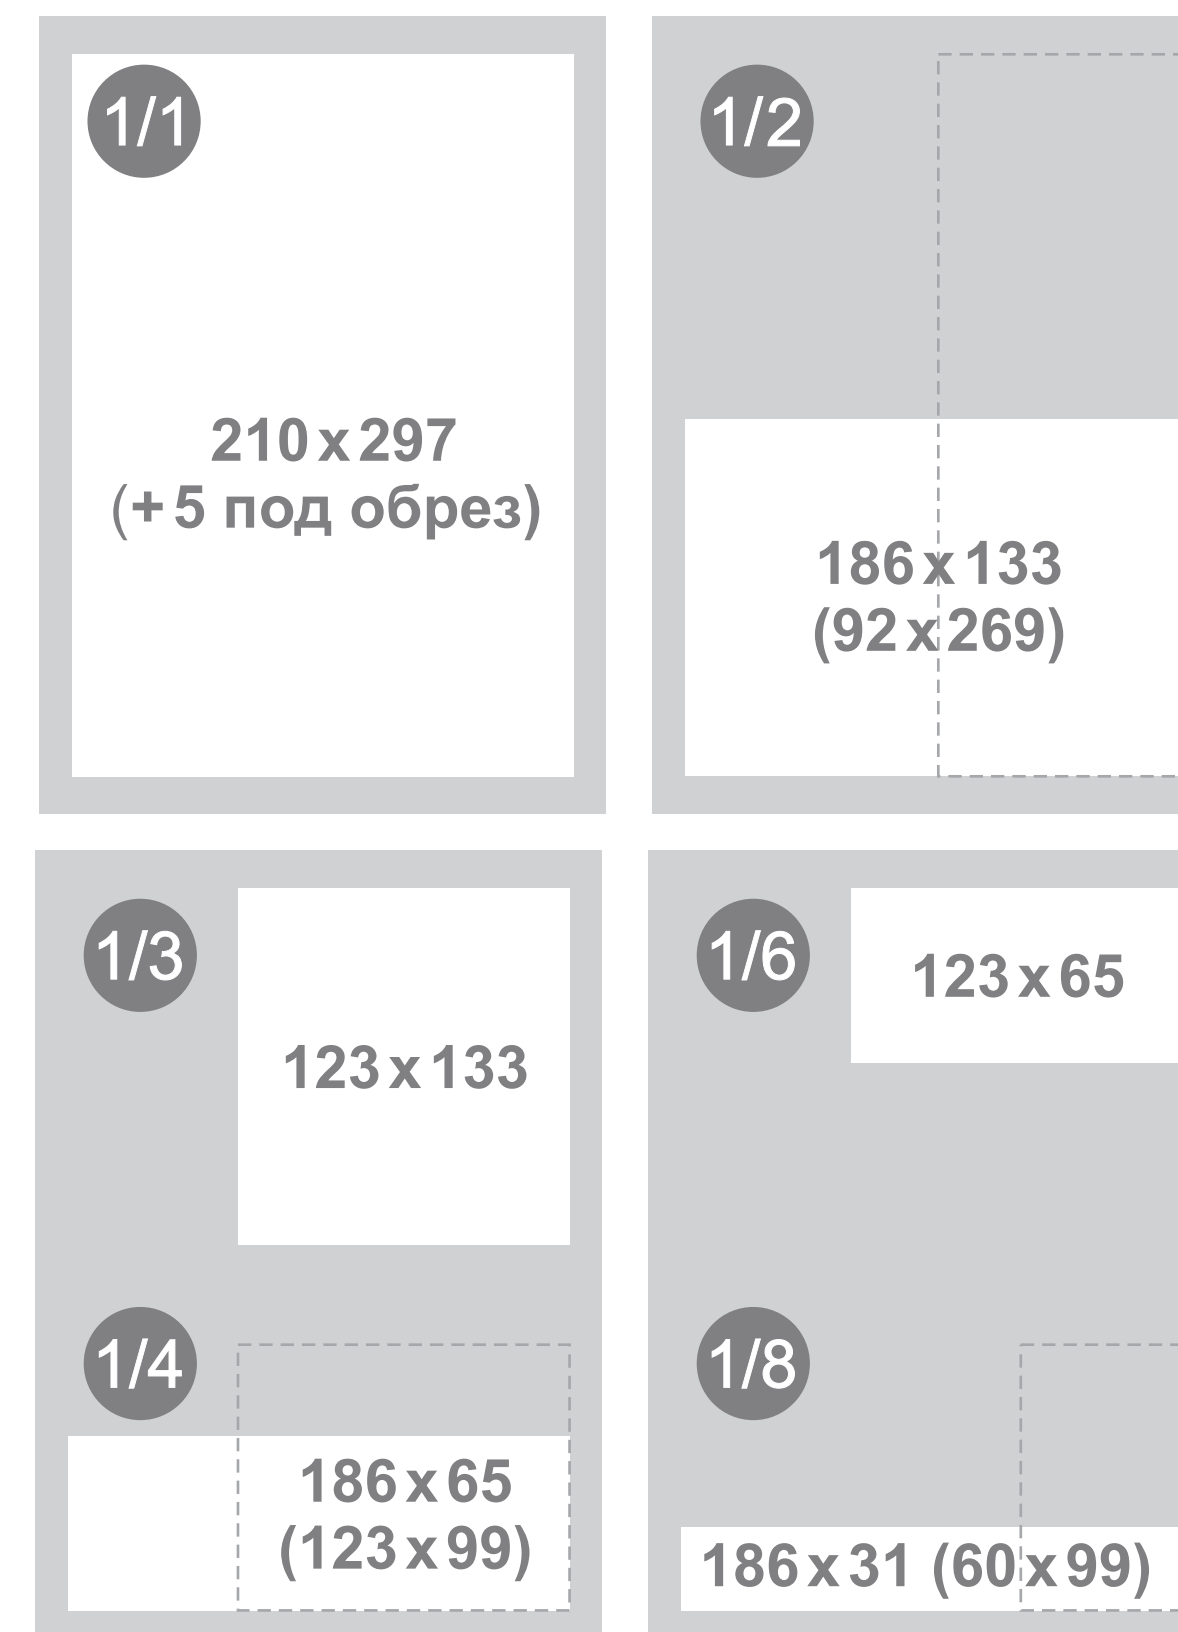 1/1
210 x 297
(+ 5 под обрез)
1/2
186 x 133
(92 x 269)
1/3
123 x 133
1/6
123 x 65
1/4
186 x 65
(123 x 99)
1/8
186 x 31 (60 x 99)